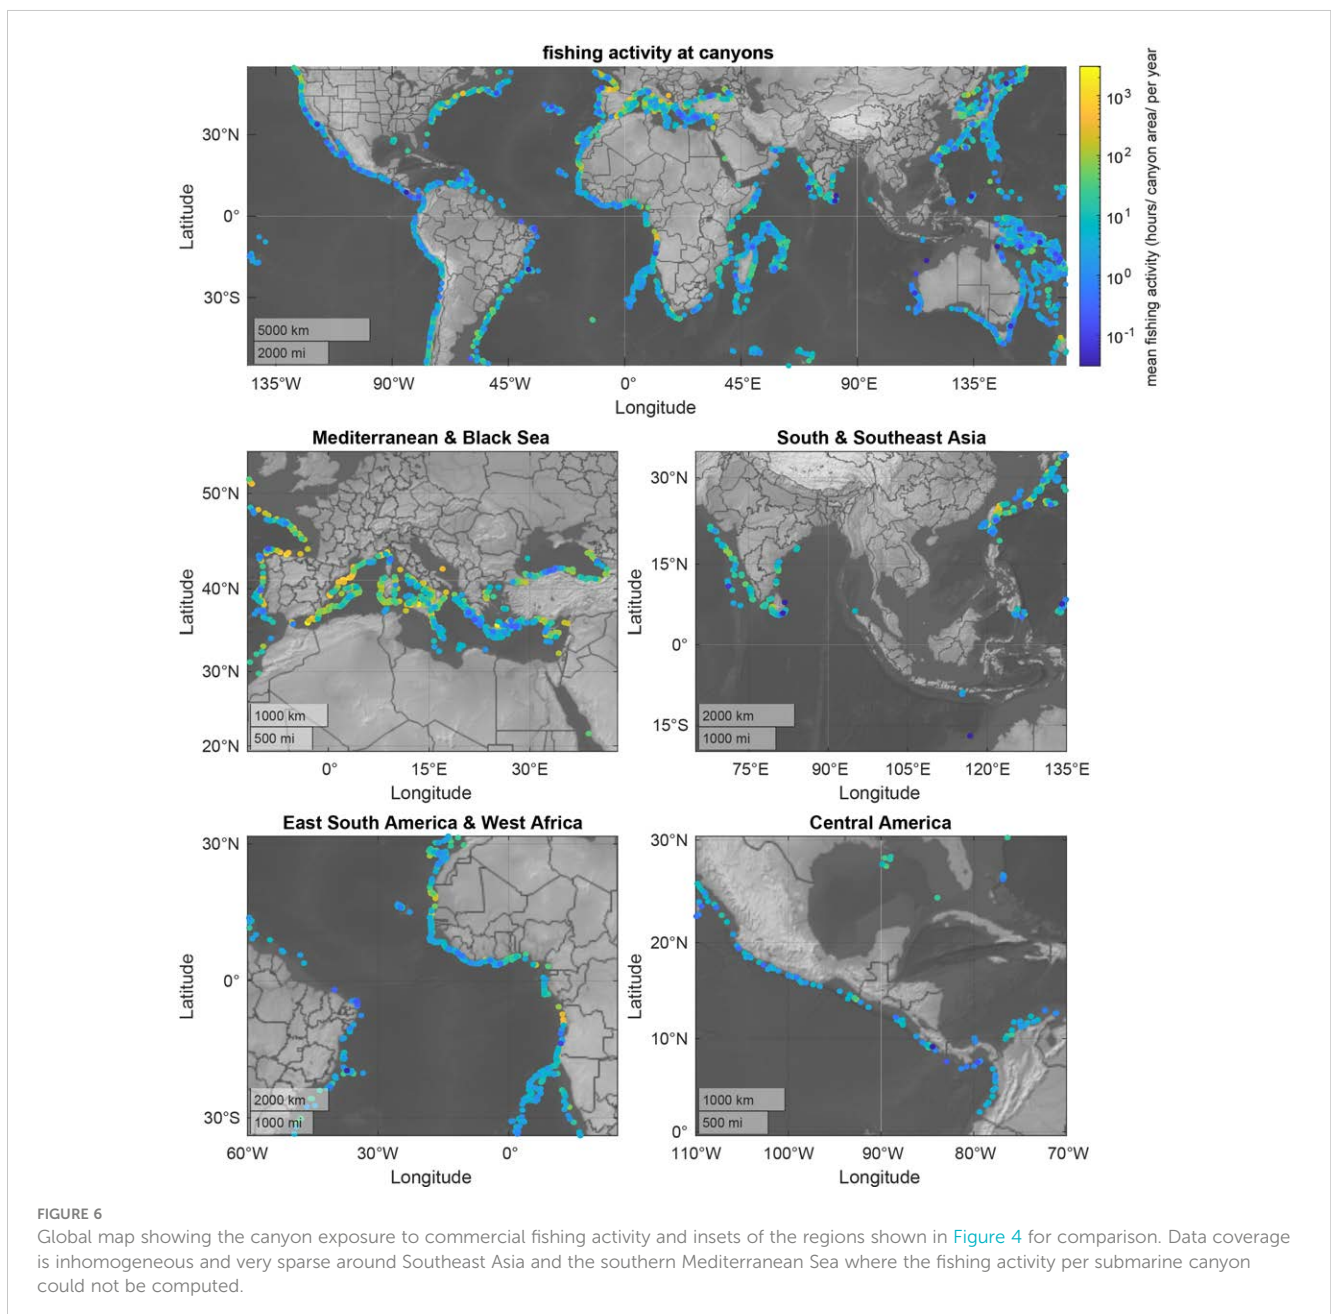 fishing activity at canyons
30°N
0°
30°S
Latitude
5000 km
2000 mi
135°W 90°W 45°W 0° 45°E 90°E 135°E
Longitude
10³
10²
10¹
10⁰
10⁻¹
mean fishing activity (hours/ canyon area/ per year
Mediterranean & Black Sea
50°N
40°N
30°N
20°N
Latitude
1000 km
500 mi
0° 15°E 30°E
Longitude
South & Southeast Asia
30°N
15°N
0°
15°S
Latitude
2000 km
1000 mi
75°E 90°E 105°E 120°E 135°E
Longitude
East South America & West Africa
30°N
0°
30°S
Latitude
2000 km
1000 mi
60°W 30°W 0°
Longitude
Central America
30°N
20°N
10°N
0°
Latitude
1000 km
500 mi
110°W 100°W 90°W 80°W 70°W
Longitude
FIGURE 6
Global map showing the canyon exposure to commercial fishing activity and insets of the regions shown in Figure 4 for comparison. Data coverage
is inhomogeneous and very sparse around Southeast Asia and the southern Mediterranean Sea where the fishing activity per submarine canyon
could not be computed.